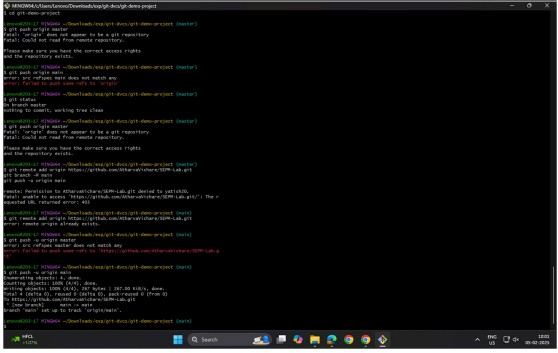 MINGW64:/c/Users/Lenovo/Downloads/exp/git-dvcs/git-demo-project
$ cd git-demo-project
Lenovo@203-17 MINGW64 ~/Downloads/exp/git-dvcs/git-demo-project (master)
$ git push origin master
fatal: 'origin' does not appear to be a git repository
fatal: Could not read from remote repository.
Please make sure you have the correct access rights
and the repository exists.
Lenovo@203-17 MINGW64 ~/Downloads/exp/git-dvcs/git-demo-project (master)
$ git push origin main
error: src refspec main does not match any
error: failed to push some refs to 'origin'
Lenovo@203-17 MINGW64 ~/Downloads/exp/git-dvcs/git-demo-project (master)
$ git status
On branch master
nothing to commit, working tree clean
Lenovo@203-17 MINGW64 ~/Downloads/exp/git-dvcs/git-demo-project (master)
$ git push origin master
fatal: 'origin' does not appear to be a git repository
fatal: Could not read from remote repository.
Please make sure you have the correct access rights
and the repository exists.
Lenovo@203-17 MINGW64 ~/Downloads/exp/git-dvcs/git-demo-project (master)
$ git remote add origin https://github.com/AtharvaVichare/SEPM-Lab.git
git branch -M main
git push -u origin main
remote: Permission to AtharvaVichare/SEPM-Lab.git denied to
fatal: unable to access 'https://github.com/AtharvaVichare/SEPM-Lab.git/': The r
equested URL returned error: 403
Lenovo@203-17 MINGW64 ~/Downloads/exp/git-dvcs/git-demo-project (main)
$ git remote add origin https://github.com/AtharvaVichare/SEPM-Lab.git
error: remote origin already exists.
Lenovo@203-17 MINGW64 ~/Downloads/exp/git-dvcs/git-demo-project (main)
$ git push -u origin master
error: src refspec master does not match any
error: failed to push some refs to 'https://github.com/AtharvaVichare/SEPM-Lab.g
it'
Lenovo@203-17 MINGW64 ~/Downloads/exp/git-dvcs/git-demo-project (main)
$ git push -u origin main
Enumerating objects: 4, done.
Counting objects: 100% (4/4), done.
Writing objects: 100% (4/4), 267 bytes | 267.00 KiB/s, done.
Total 4 (delta 0), reused 0 (delta 0), pack-reused 0 (from 0)
To https://github.com/AtharvaVichare/SEPM-Lab.git
* [new branch] main -> main
branch 'main' set up to track 'origin/main'.
Lenovo@203-17 MINGW64 ~/Downloads/exp/git-dvcs/git-demo-project (main)
$
HFCL
+1.07%
Search
ENG
US
10:01
05-02-2025